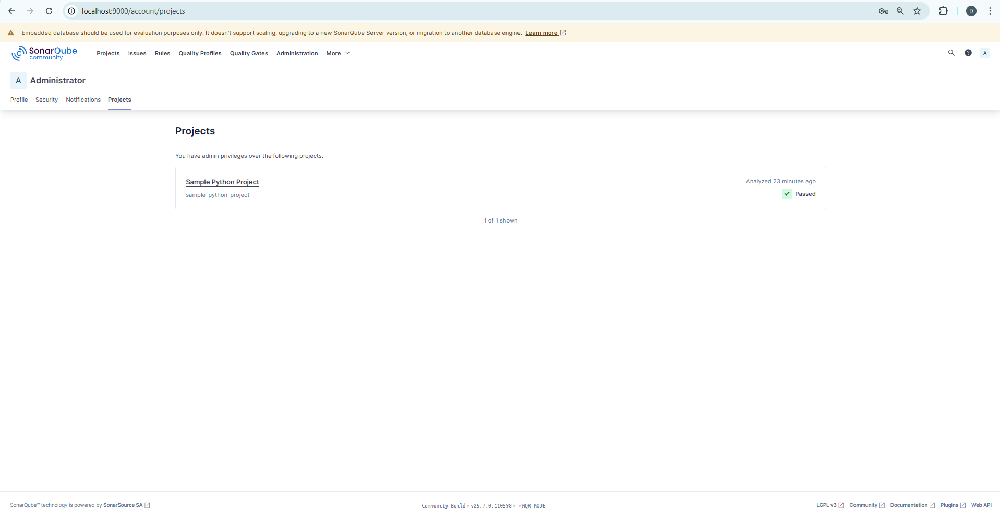 localhost:9000/account/projects
D
Embedded database should be used for evaluation purposes only. It doesn't support scaling, upgrading to a new SonarQube Server version, or migration to another database engine. Learn more
SonarQube community Projects Issues Rules Quality Profiles Quality Gates Administration More ? A
A Administrator
Profile Security Notifications Projects
Projects
You have admin privileges over the following projects.
Sample Python Project Analyzed 23 minutes ago
sample-python-project Passed
1 of 1 shown
SonarQube™ technology is powered by SonarSource SA Community Build v25.7.0.110598 MQR MODE LGPL v3 Community Documentation Plugins Web API